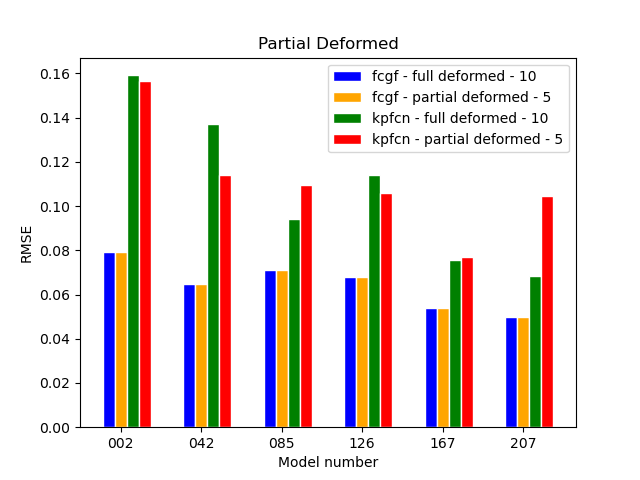 Partial Deformed
fcgf - full deformed - 10
fcgf - partial deformed - 5
kpfcn - full deformed - 10
kpfcn - partial deformed - 5
RMSE
0.16
0.14
0.12
0.10
0.08
0.06
0.04
0.02
0.00
002 042 085 126 167 207
Model number